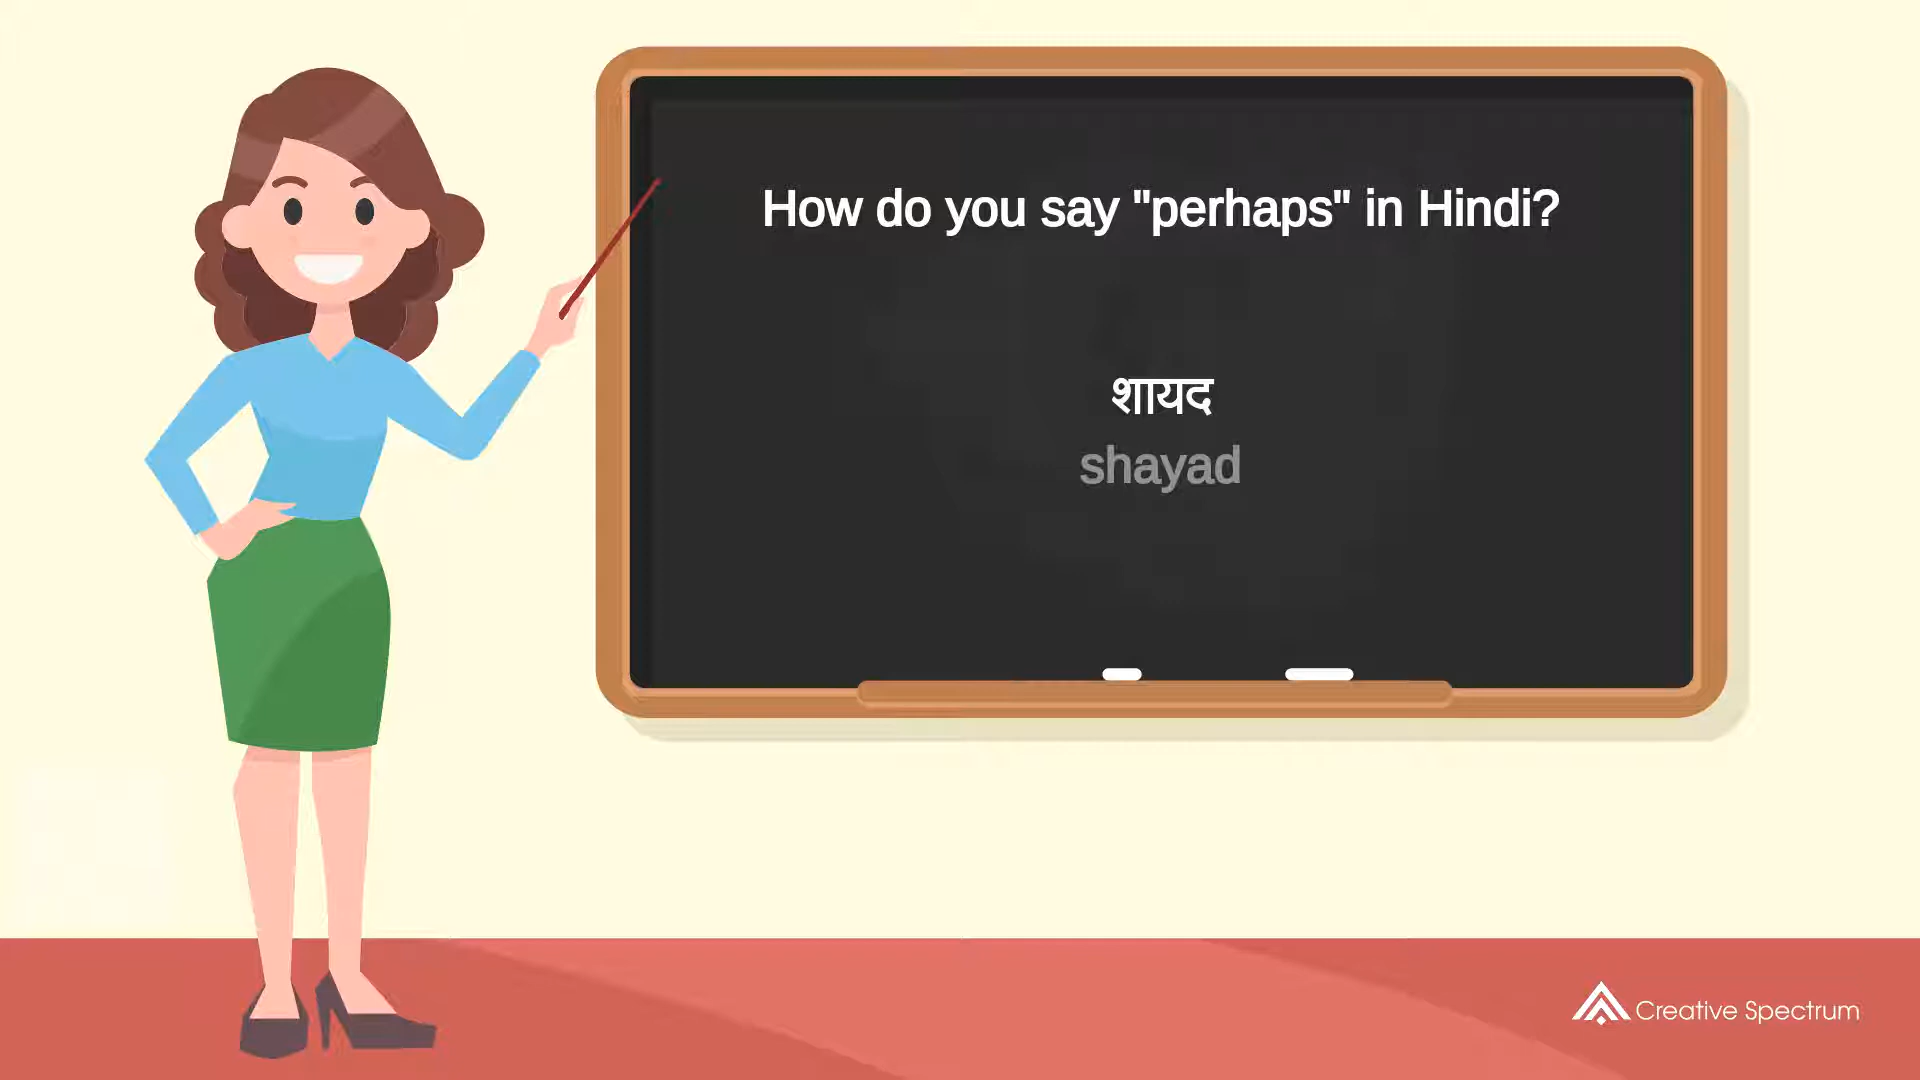 How do you say "perhaps" in Hindi?
शायद
shayad
Creative Spectrum